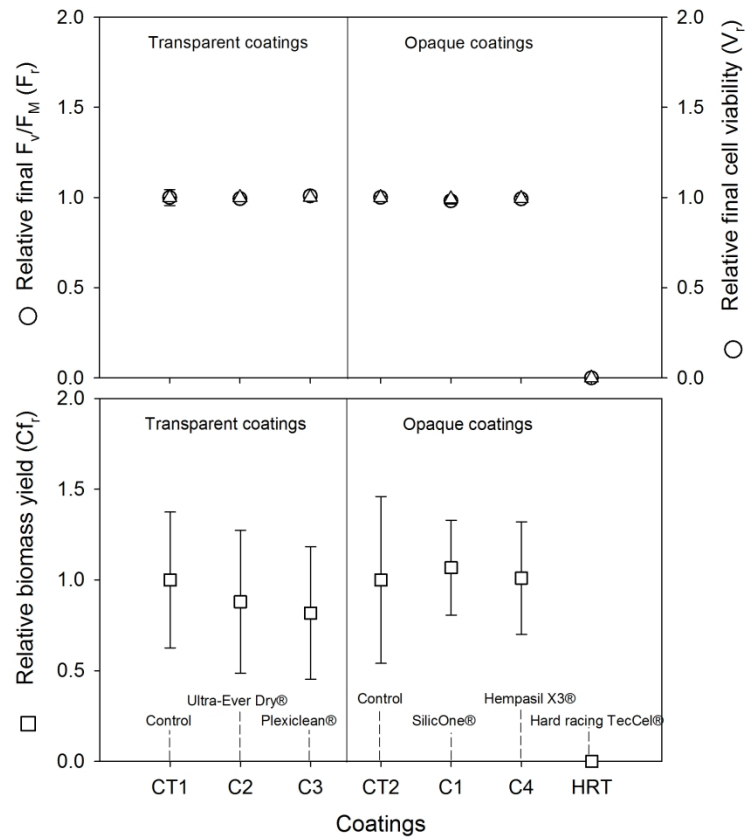 Relative final Fv/FM (Fr)
2.0
1.5
1.0
0.5
0.0
Transparent coatings
Opaque coatings
2.0
1.5
1.0
0.5
0.0
Relative final cell viability (Vr)
Relative biomass yield (Cfr)
2.0
1.5
1.0
0.5
0.0
Transparent coatings
Opaque coatings
Ultra-Ever Dry®
Control
Plexiclean®
Control
Hempasil X3®
SilicOne®
Hard racing TecCel®
CT1 C2 C3 CT2 C1 C4 HRT
Coatings